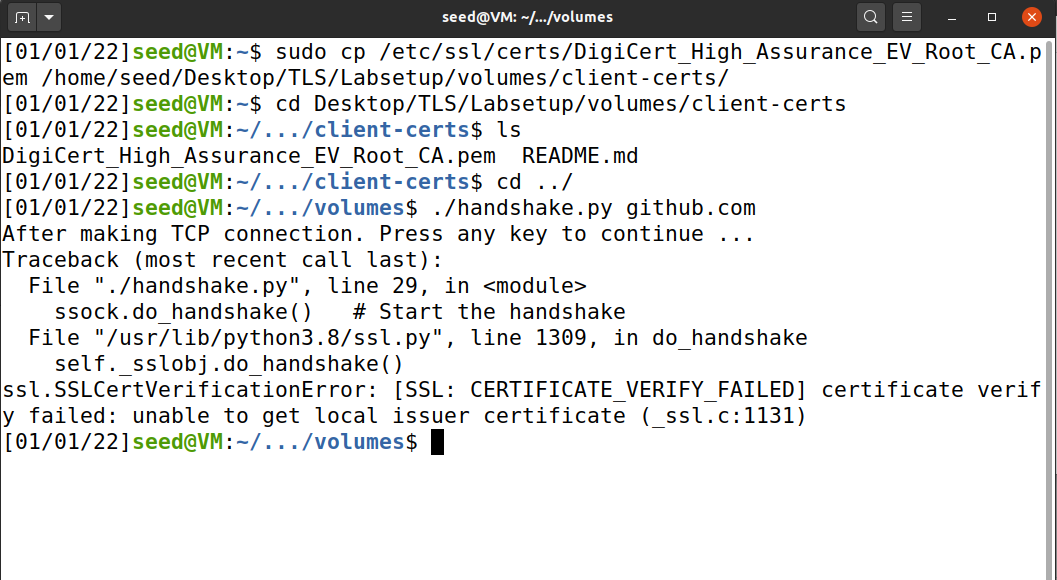 seed@VM: ~/.../volumes
[01/01/22]seed@VM:~$ sudo cp /etc/ssl/certs/DigiCert_High_Assurance_EV_Root_CA.p
em /home/seed/Desktop/TLS/Labsetup/volumes/client-certs/
[01/01/22]seed@VM:~$ cd Desktop/TLS/Labsetup/volumes/client-certs
[01/01/22]seed@VM:~/.../client-certs$ ls
DigiCert_High_Assurance_EV_Root_CA.pem  README.md
[01/01/22]seed@VM:~/.../client-certs$ cd ../
[01/01/22]seed@VM:~/.../volumes$ ./handshake.py github.com
After making TCP connection. Press any key to continue ...
Traceback (most recent call last):
  File "./handshake.py", line 29, in <module>
    ssock.do_handshake()   # Start the handshake
  File "/usr/lib/python3.8/ssl.py", line 1309, in do_handshake
    self._sslobj.do_handshake()
ssl.SSLCertVerificationError: [SSL: CERTIFICATE_VERIFY_FAILED] certificate verif
y failed: unable to get local issuer certificate (_ssl.c:1131)
[01/01/22]seed@VM:~/.../volumes$